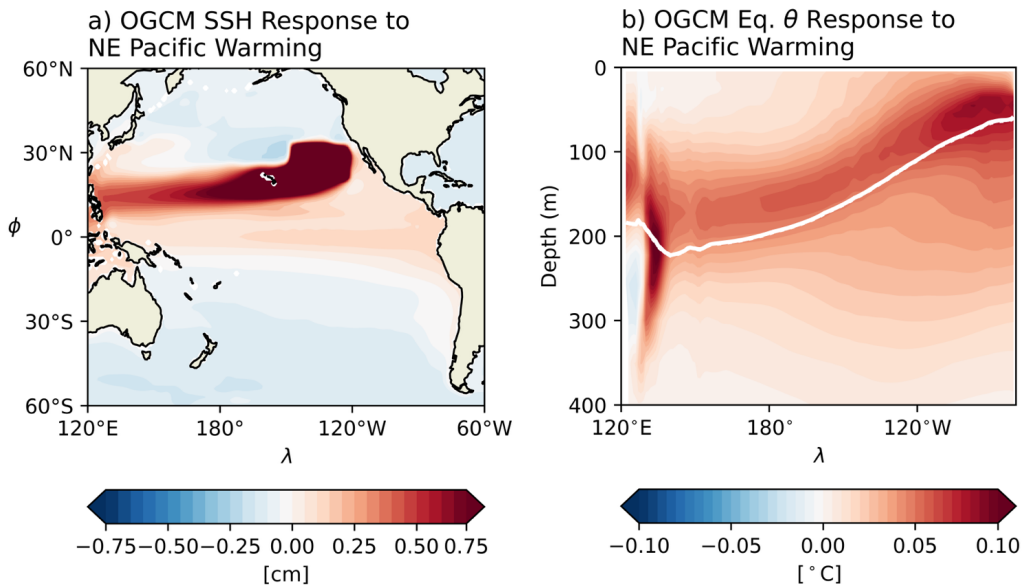 a) OGCM SSH Response to
NE Pacific Warming
60°N
30°N
ϕ
0°
30°S
60°S
120°E
180°
120°W
60°W
λ
−0.75
−0.50
−0.25
0.00
0.25
0.50
0.75
[cm]
b) OGCM Eq. θ Response to
NE Pacific Warming
0
100
200
300
400
Depth (m)
120°E
180°
120°W
λ
−0.10
−0.05
0.00
0.05
0.10
[°C]